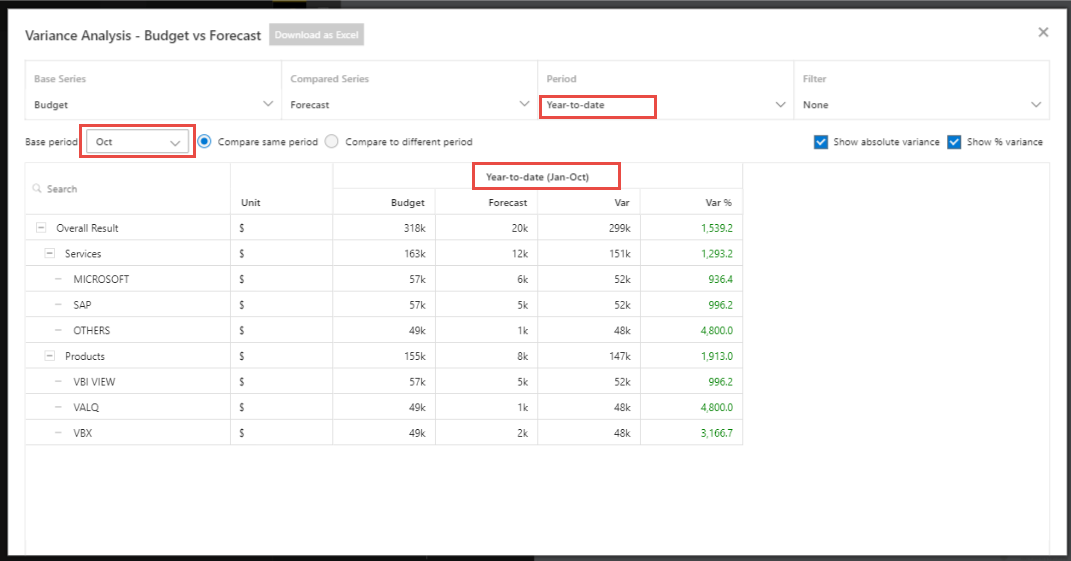 Variance Analysis - Budget vs Forecast Download as Excel
Base Series Compared Series Period Filter
Budget Forecast Year-to-date None
Base period Oct Compare same period Compare to different period Show absolute variance Show % variance
Year-to-date (Jan-Oct)
Search
Unit Budget Forecast Var Var %
Overall Result $ 318k 20k 299k 1,539.2
Services $ 163k 12k 151k 1,293.2
MICROSOFT $ 57k 6k 52k 936.4
SAP $ 57k 5k 52k 996.2
OTHERS $ 49k 1k 48k 4,800.0
Products $ 155k 8k 147k 1,913.0
VBI VIEW $ 57k 5k 52k 996.2
VALQ $ 49k 1k 48k 4,800.0
VBX $ 49k 2k 48k 3,166.7